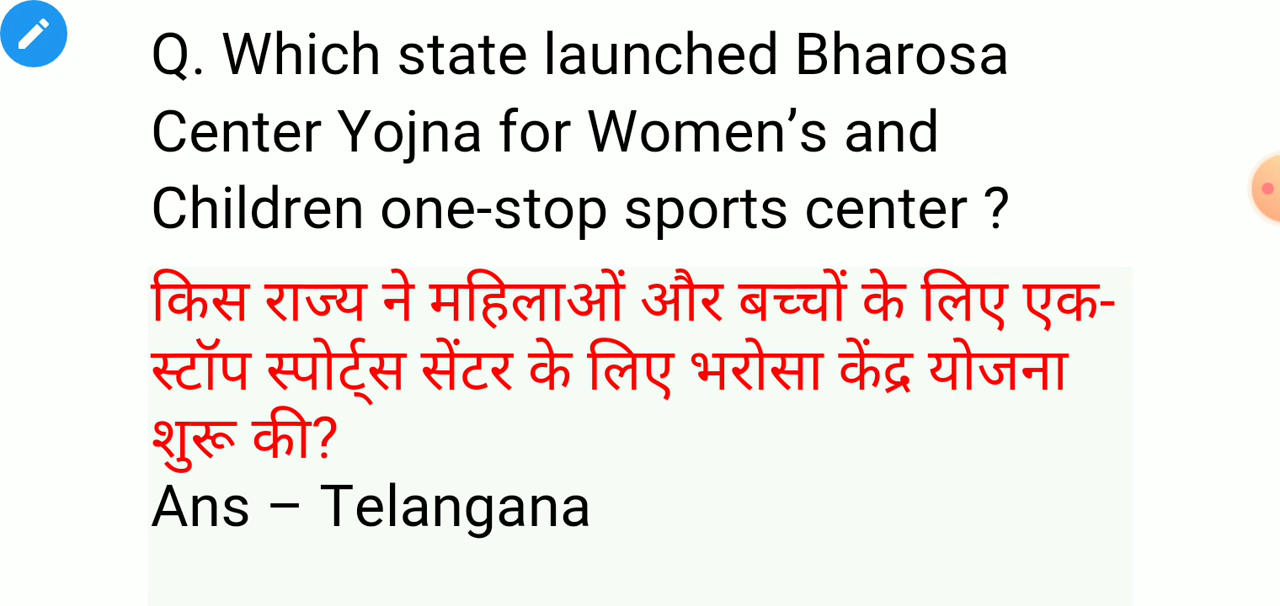 Q. Which state launched Bharosa
Center Yojna for Women’s and
Children one-stop sports center ?
किस राज्य ने महिलाओं और बच्चों के लिए एक-
स्टॉप स्पोर्ट्स सेंटर के लिए भरोसा केंद्र योजना
शुरू की?
Ans – Telangana